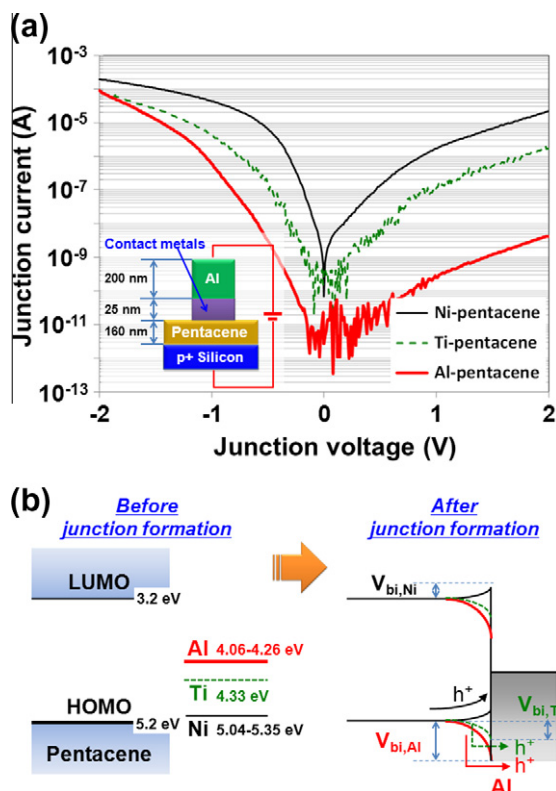 (a)
Junction current (A)
10-3
10-5
10-7
10-9
10-11
10-13
Contact metals
200 nm
25 nm
160 nm
Al
Pentacene
p+ Silicon
Ni-pentacene
Ti-pentacene
Al-pentacene
-2 -1 0 1 2
Junction voltage (V)
(b)
Before
junction formation
After
junction formation
LUMO
3.2 eV
Al 4.06-4.26 eV
Ti 4.33 eV
Ni 5.04-5.35 eV
HOMO
5.2 eV
Pentacene
Vbi,Ni
h+
Vbi,T
Vbi,Al
h+
h+
Al